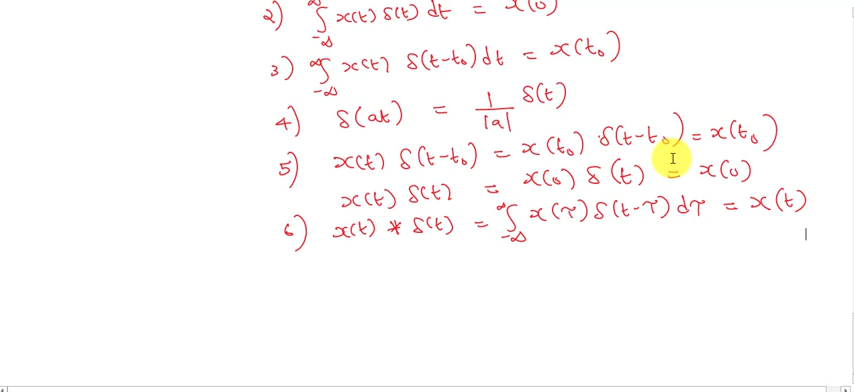 2) ∫_{-∞}^{∞} x(t) δ(t) dt = x(0)
3) ∫_{-∞}^{∞} x(t) δ(t-t₀) dt = x(t₀)
4) δ(at) = 1/|a| δ(t)
5) x(t) δ(t-t₀) = x(t₀) δ(t-t₀) = x(t₀)
x(t) δ(t) = x(0) δ(t) = x(0)
6) x(t) * δ(t) = ∫_{-∞}^{∞} x(τ) δ(t-τ) dτ = x(t)